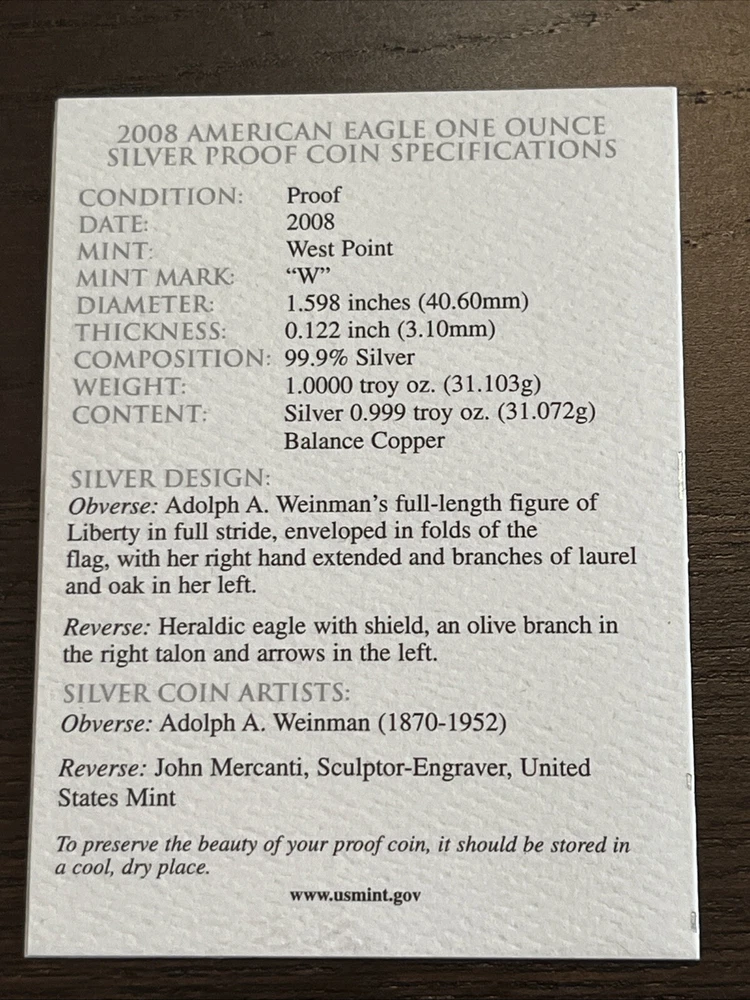 2008 AMERICAN EAGLE ONE OUNCE
SILVER PROOF COIN SPECIFICATIONS
CONDITION: Proof
DATE: 2008
MINT: West Point
MINT MARK: “W”
DIAMETER: 1.598 inches (40.60mm)
THICKNESS: 0.122 inch (3.10mm)
COMPOSITION: 99.9% Silver
WEIGHT: 1.0000 troy oz. (31.103g)
CONTENT: Silver 0.999 troy oz. (31.072g)
Balance Copper
SILVER DESIGN:
Obverse: Adolph A. Weinman’s full-length figure of
Liberty in full stride, enveloped in folds of the
flag, with her right hand extended and branches of laurel
and oak in her left.
Reverse: Heraldic eagle with shield, an olive branch in
the right talon and arrows in the left.
SILVER COIN ARTISTS:
Obverse: Adolph A. Weinman (1870-1952)
Reverse: John Mercanti, Sculptor-Engraver, United
States Mint
To preserve the beauty of your proof coin, it should be stored in
a cool, dry place.
www.usmint.gov